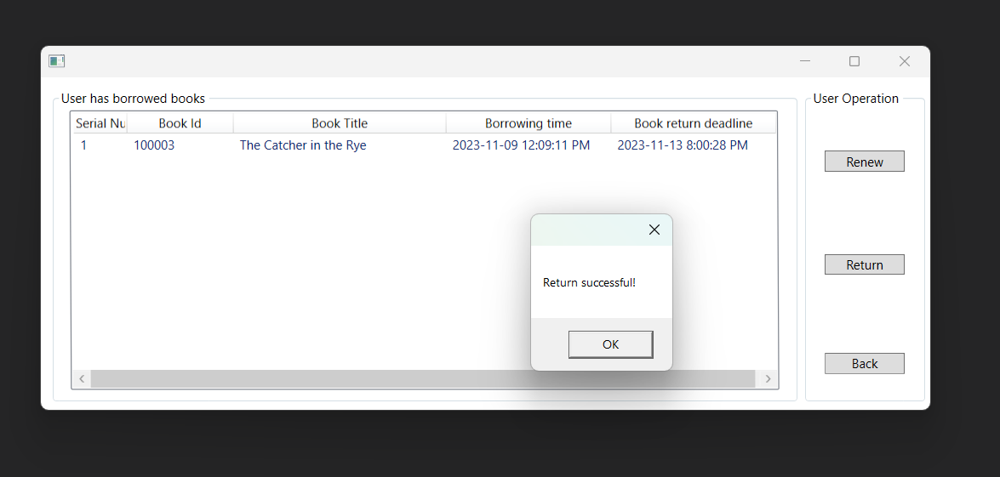 User has borrowed books
User Operation
Serial Nu Book Id Book Title Borrowing time Book return deadline
1 100003 The Catcher in the Rye 2023-11-09 12:09:11 PM 2023-11-13 8:00:28 PM
Renew
Return
Return successful!
OK
Back